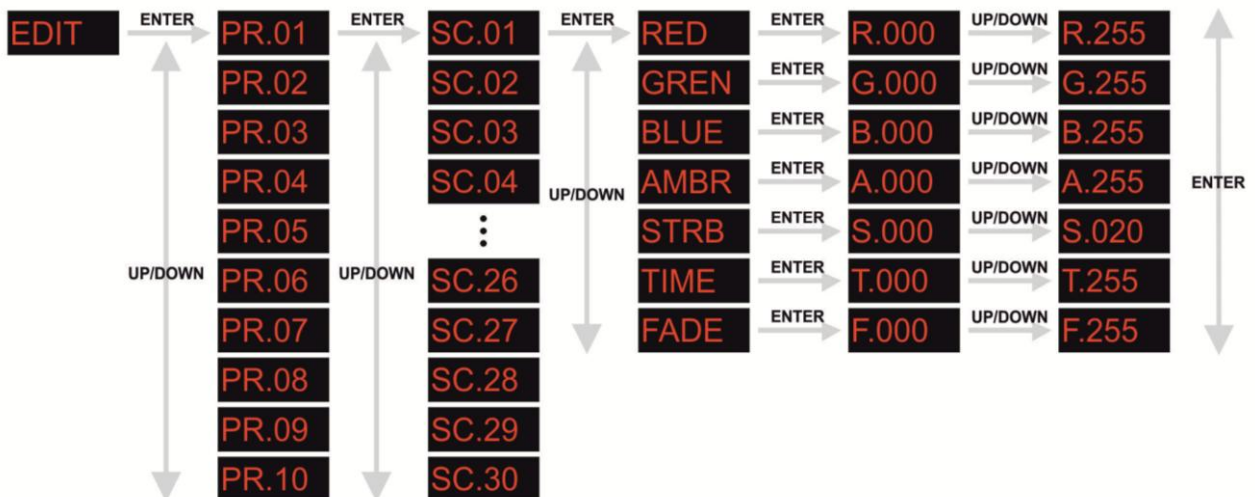 EDIT ENTER PR.01 ENTER SC.01 ENTER RED ENTER R.000 UP/DOWN R.255
PR.02 SC.02 GREN ENTER G.000 UP/DOWN G.255
PR.03 SC.03 BLUE ENTER B.000 UP/DOWN B.255
PR.04 SC.04 UP/DOWN AMBR ENTER A.000 UP/DOWN A.255 ENTER
PR.05 STRB ENTER S.000 UP/DOWN S.020
UP/DOWN PR.06 UP/DOWN SC.26 TIME ENTER T.000 UP/DOWN T.255
PR.07 SC.27 FADE ENTER F.000 UP/DOWN F.255
PR.08 SC.28
PR.09 SC.29
PR.10 SC.30